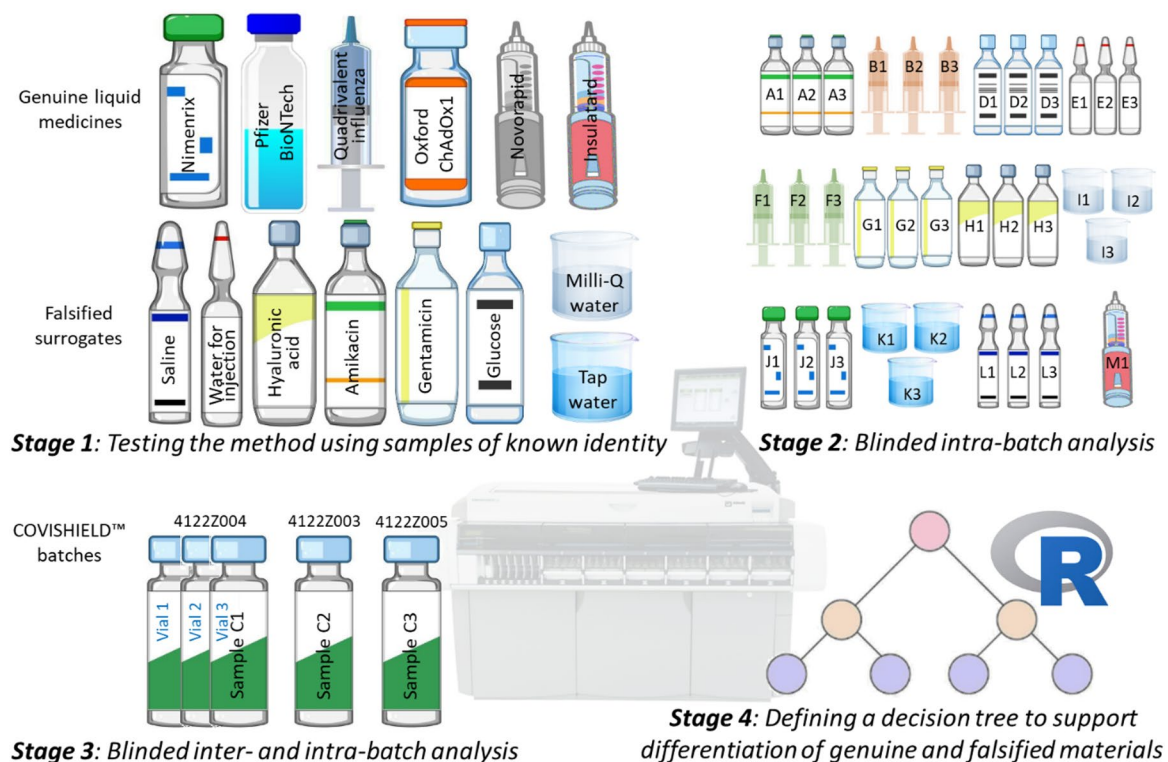 Genuine liquid
medicines
Nimenrix
Pfizer
BioNTech
Quadrivalent
influenza
Oxford
ChAdOx1
Novorapid
Insulatard
Falsified
surrogates
Saline
Water for
injection
Hyaluronic
acid
Amikacin
Gentamicin
Glucose
Milli-Q
water
Tap
water
Stage 1: Testing the method using samples of known identity
A1 A2 A3 B1 B2 B3 D1 D2 D3 E1 E2 E3
F1 F2 F3 G1 G2 G3 H1 H2 H3 I1 I2
I3
J1 J2 J3 K1 K2 L1 L2 L3 M1
K3
Stage 2: Blinded intra-batch analysis
COVISHIELD™
batches
4122Z004 4122Z003 4122Z005
Vial 1
Vial 2
Vial 3
Sample C1
Sample C2
Sample C3
Stage 3: Blinded inter- and intra-batch analysis
R
Stage 4: Defining a decision tree to support
differentiation of genuine and falsified materials